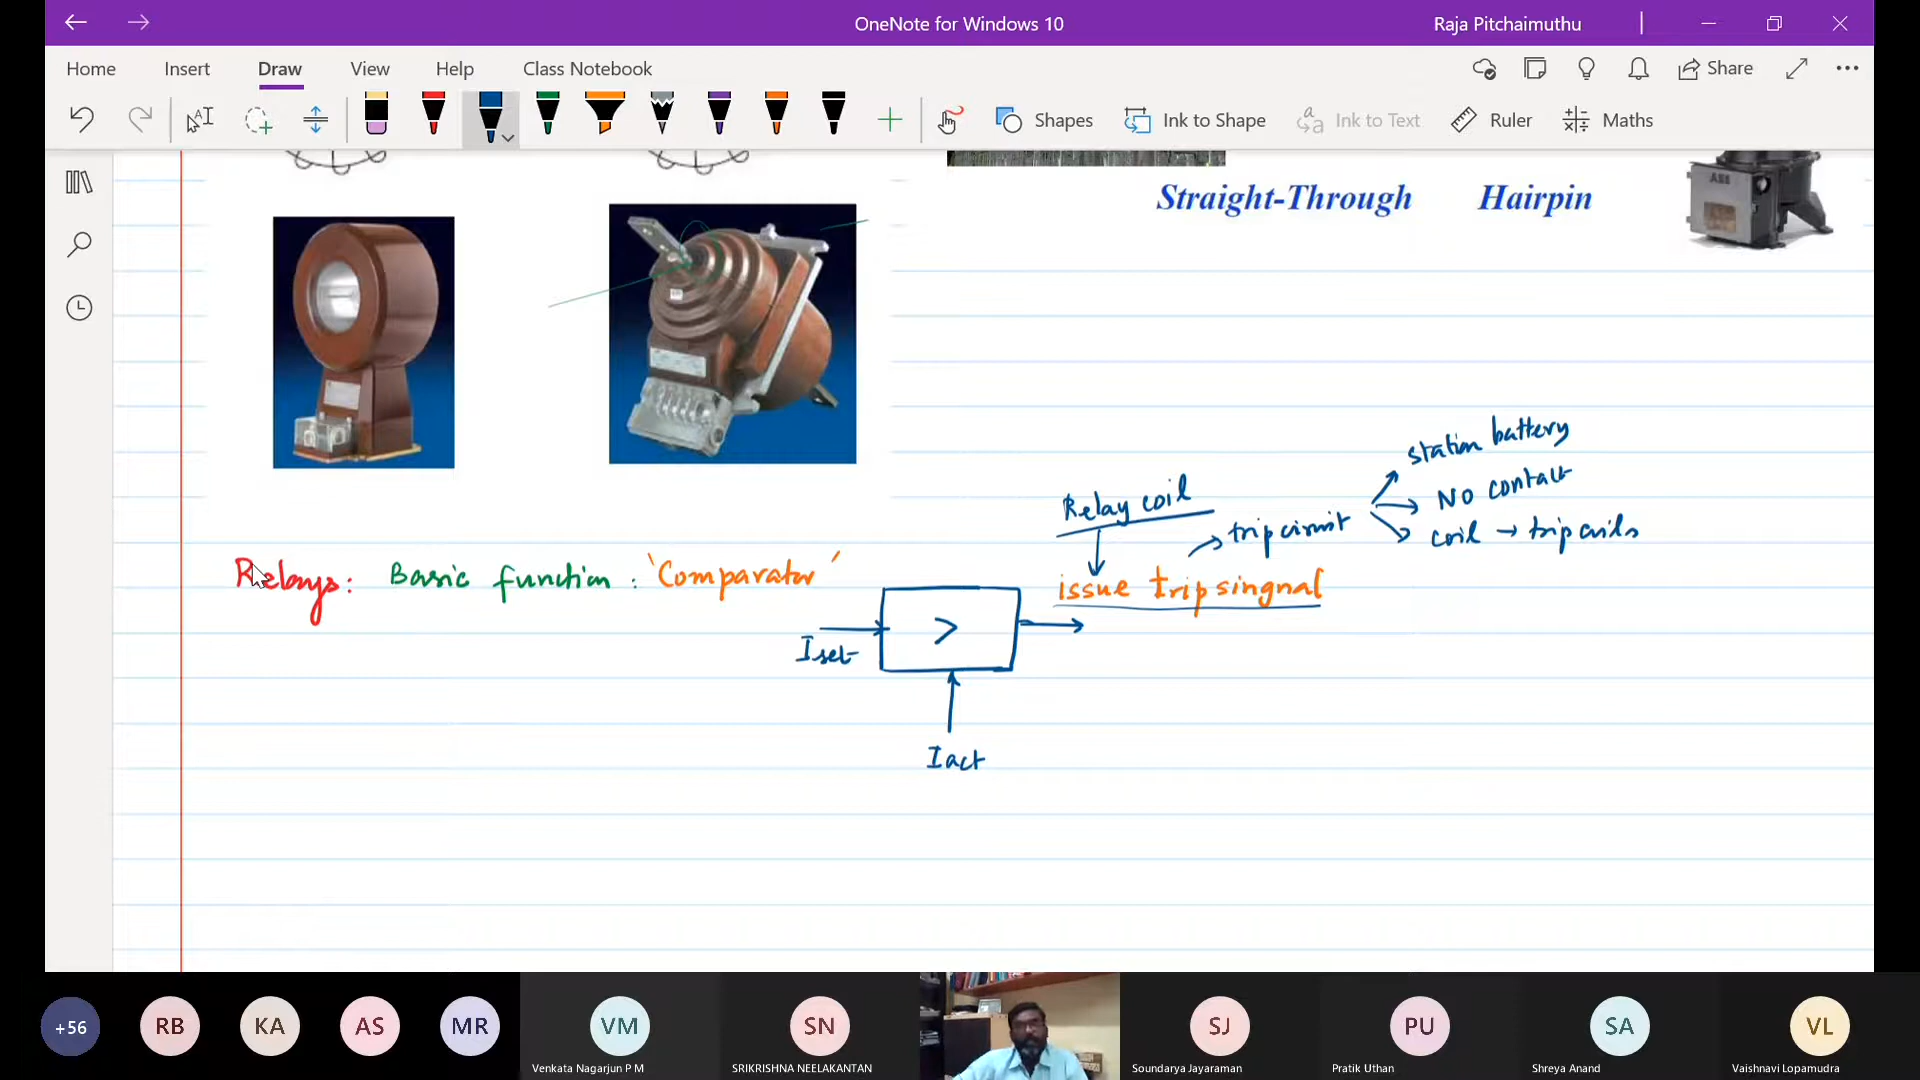 OneNote for Windows 10
Raja Pitchaimuthu
Home Insert Draw View Help Class Notebook
Share
Shapes Ink to Shape Ink to Text Ruler Maths
ABB
Straight-Through Hairpin
station battery
Relay coil
NO contact
trip circuit
coil → trip coils
Relays: Basic function : 'Comparator'
issue trip singnal
>
Iset
Iact
+56 RB KA AS MR VM SN SJ PU SA VL
Venkata Nagarjun P M SRIKRISHNA NEELAKANTAN Soundarya Jayaraman Pratik Uthan Shreya Anand Vaishnavi Lopamudra